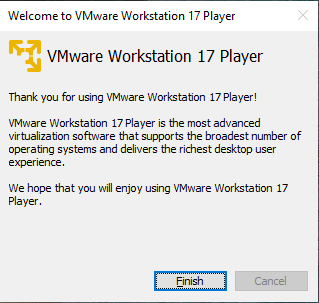 Welcome to VMware Workstation 17 Player
VMware Workstation 17 Player
Thank you for using VMware Workstation 17 Player!
VMware Workstation 17 Player is the most advanced
virtualization software that supports the broadest number of
operating systems and delivers the richest desktop user
experience.
We hope that you will enjoy using VMware Workstation 17
Player.
Finish
Cancel